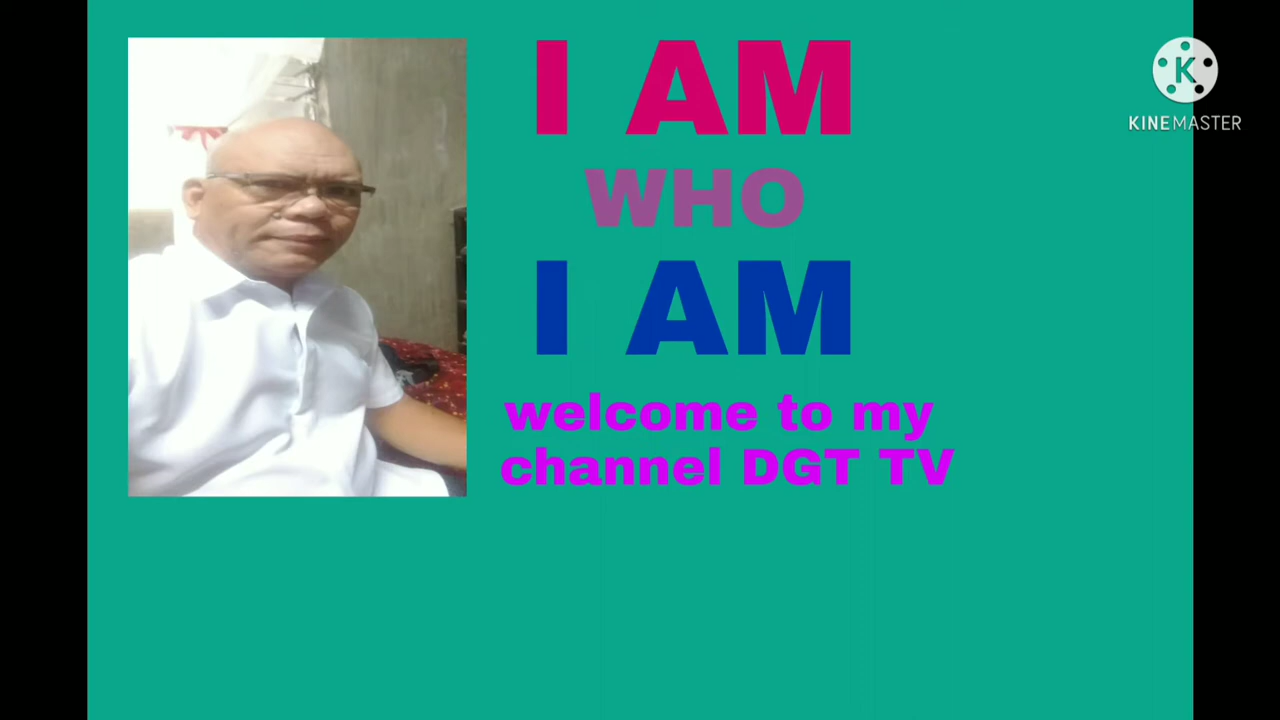 I AM
WHO
I AM
welcome to my
channel DGT TV
K
KINEMASTER